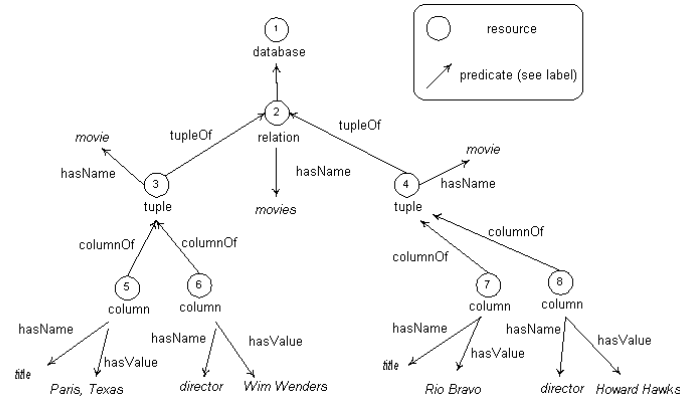 1
database
resource
predicate (see label)
2
relation
tupleOf
tupleOf
movie
hasName
3
tuple
hasName
movies
4
tuple
movie
hasName
columnOf
columnOf
columnOf
columnOf
5
column
6
column
7
column
8
column
hasName
hasValue
hasName
hasValue
hasName
hasValue
hasName
hasValue
title
Paris, Texas
director
Wim Wenders
title
Rio Bravo
director
Howard Hawks